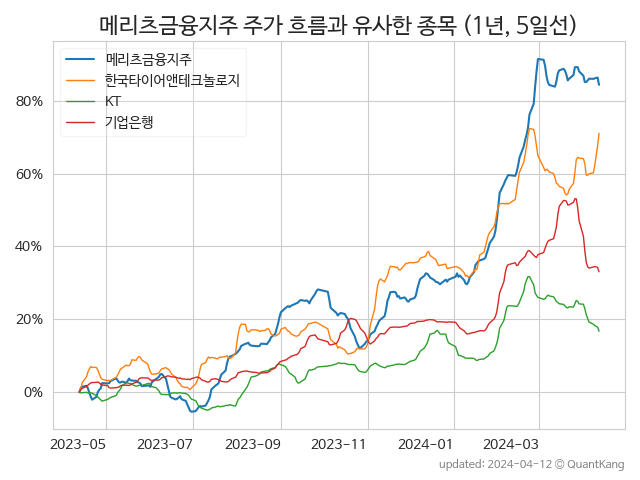 메리츠금융지주 주가 흐름과 유사한 종목 (1년, 5일선)
메리츠금융지주
한국타이어앤테크놀로지
KT
기업은행
80%
60%
40%
20%
0%
2023-05 2023-07 2023-09 2023-11 2024-01 2024-03
updated: 2024-04-12 © QuantKang